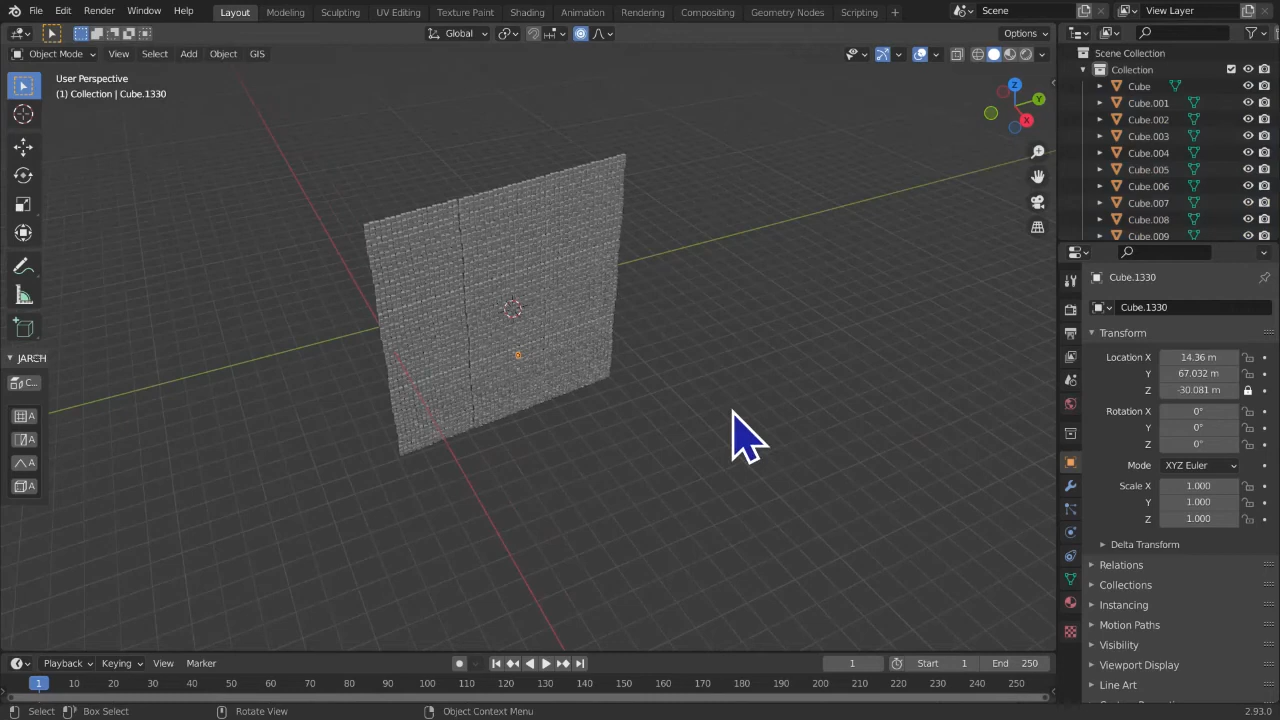 File Edit Render Window Help Layout Modeling Sculpting UV Editing Texture Paint Shading Animation Rendering Compositing Geometry Nodes Scripting + Scene View Layer
Global Options
Object Mode View Select Add Object GIS
User Perspective
(1) Collection | Cube.1330
Z
Y
X
JARCH
C...
A
A
A
A
Scene Collection
Collection
Cube
Cube.001
Cube.002
Cube.003
Cube.004
Cube.005
Cube.006
Cube.007
Cube.008
Cube.009
Cube.1330
Cube.1330
Transform
Location X 14.36 m
Y 67.032 m
Z -30.081 m
Rotation X 0°
Y 0°
Z 0°
Mode XYZ Euler
Scale X 1.000
Y 1.000
Z 1.000
Delta Transform
Relations
Collections
Instancing
Motion Paths
Visibility
Viewport Display
Line Art
Playback Keying View Marker 1 Start 1 End 250
1 10 20 30 40 50 60 70 80 90 100 110 120 130 140 150 160 170 180 190 200 210 220 230 240 250
Select Box Select Rotate View Object Context Menu 2.93.0